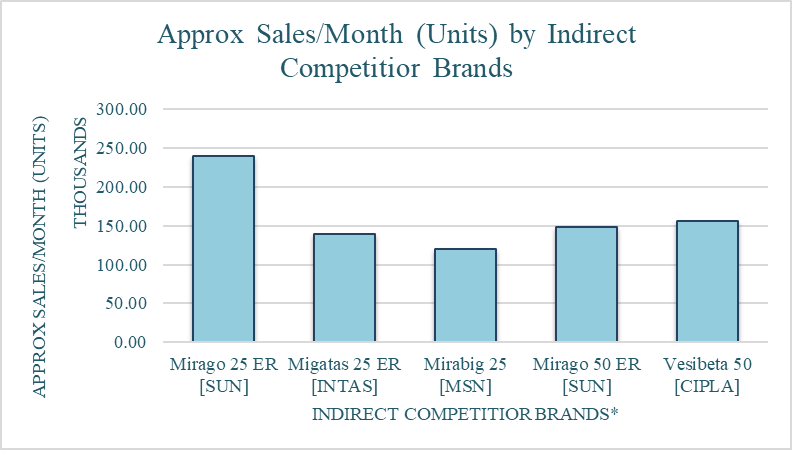 Approx Sales/Month (Units) by Indirect
Competitior Brands
APPROX SALES/MONTH (UNITS)
THOUSANDS
300.00
250.00
200.00
150.00
100.00
50.00
0.00
Mirago 25 ER Migatas 25 ER Mirabig 25 Mirago 50 ER Vesibeta 50
[SUN] [INTAS] [MSN] [SUN] [CIPLA]
INDIRECT COMPETITIOR BRANDS*